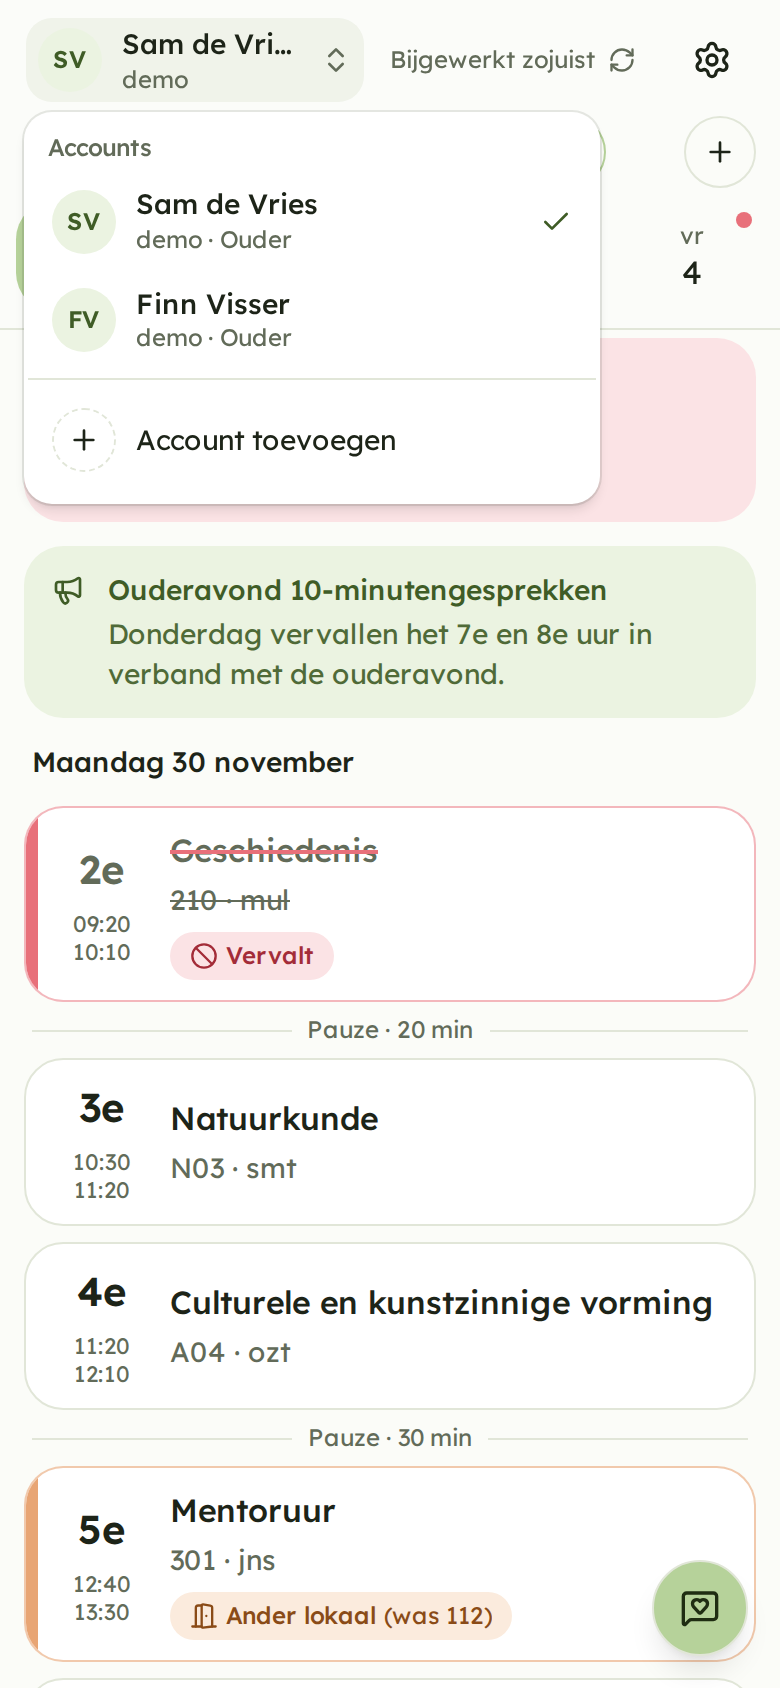 SV
Sam de Vri...
demo
Bijgewerkt zojuist
Accounts
SV
Sam de Vries
demo · Ouder
FV
Finn Visser
demo · Ouder
Account toevoegen
vr
4
Ouderavond 10-minutengesprekken
Donderdag vervallen het 7e en 8e uur in
verband met de ouderavond.
Maandag 30 november
2e
09:20
10:10
Geschiedenis
210 · mul
Vervalt
Pauze · 20 min
3e
10:30
11:20
Natuurkunde
N03 · smt
4e
11:20
12:10
Culturele en kunstzinnige vorming
A04 · ozt
Pauze · 30 min
5e
12:40
13:30
Mentoruur
301 · jns
Ander lokaal (was 112)